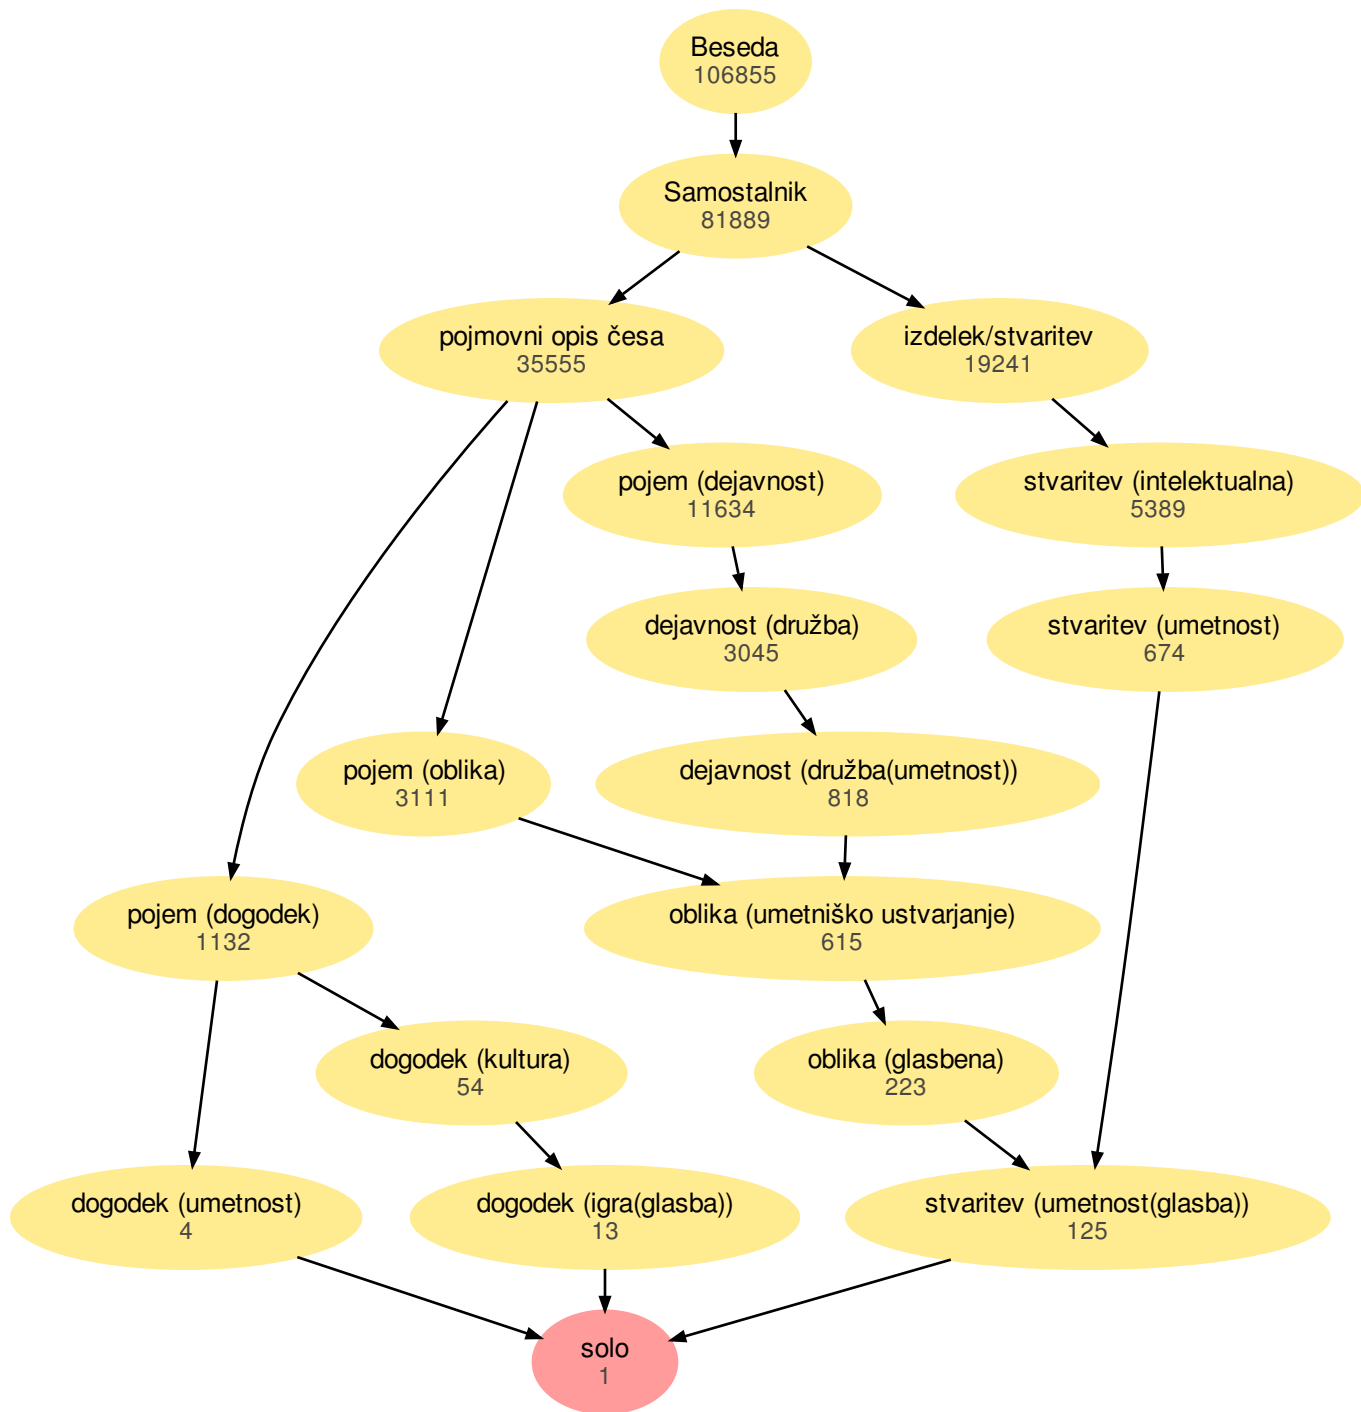 Beseda
106855
Samostalnik
81889
pojmovni opis česa
35555
izdelek/stvaritev
19241
pojem (dejavnost)
11634
stvaritev (intelektualna)
5389
dejavnost (družba)
3045
stvaritev (umetnost)
674
pojem (oblika)
3111
dejavnost (družba(umetnost))
818
pojem (dogodek)
1132
oblika (umetniško ustvarjanje)
615
dogodek (kultura)
54
oblika (glasbena)
223
dogodek (umetnost)
4
dogodek (igra(glasba))
13
stvaritev (umetnost(glasba))
125
solo
1